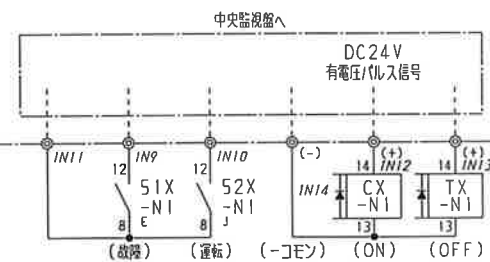 中央監視盤へ
DC24V
有電圧パルス信号
IN11 IN9 IN10 (-) (+) IN12 (+) IN13
12 12 14 14
51X 52X IN14 CX TX
-N1 -N1 -N1 -N1
E J
8 8 13 13
(故障) (運転) (-コモン) (ON) (OFF)